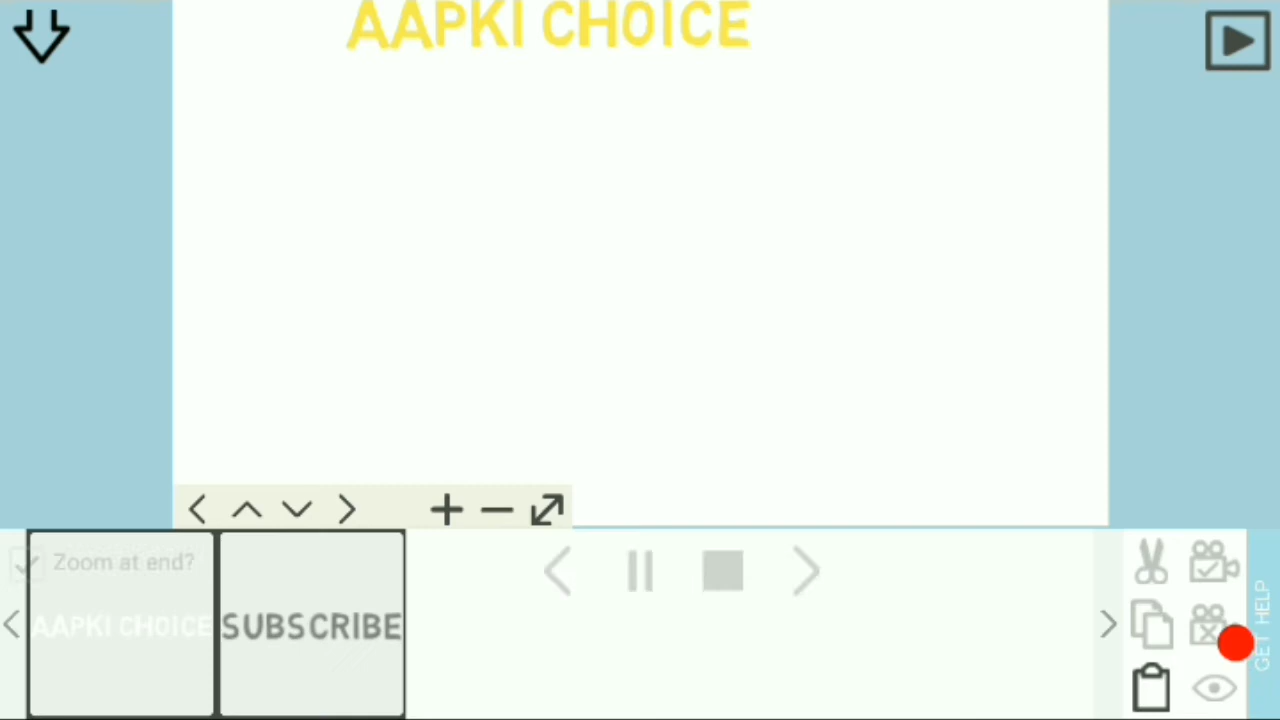 AAPKI CHOICE
Zoom at end?
AAPKI CHOICE
SUBSCRIBE
GET HELP